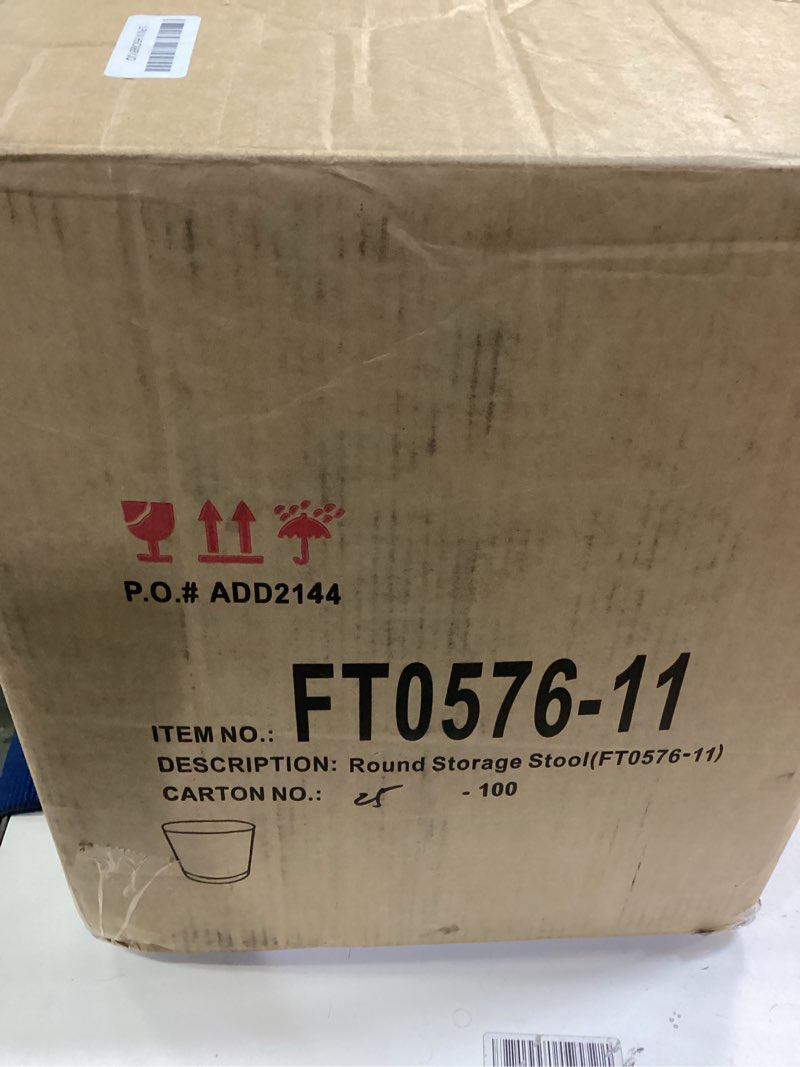 P.O.# ADD2144
ITEM NO.: FT0576-11
DESCRIPTION: Round Storage Stool(FT0576-11)
CARTON NO.: 25 - 100